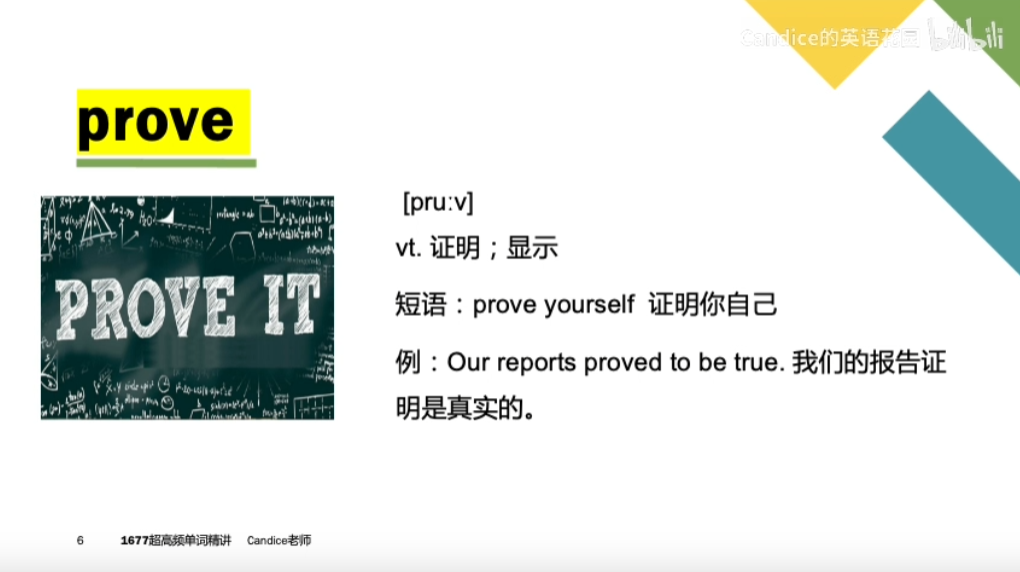 Candice的英语花园 bilibili
prove
[pruːv]
vt. 证明；显示
PROVE IT
短语：prove yourself 证明你自己
例：Our reports proved to be true. 我们的报告证
明是真实的。
6 1677超高频单词精讲 Candice老师